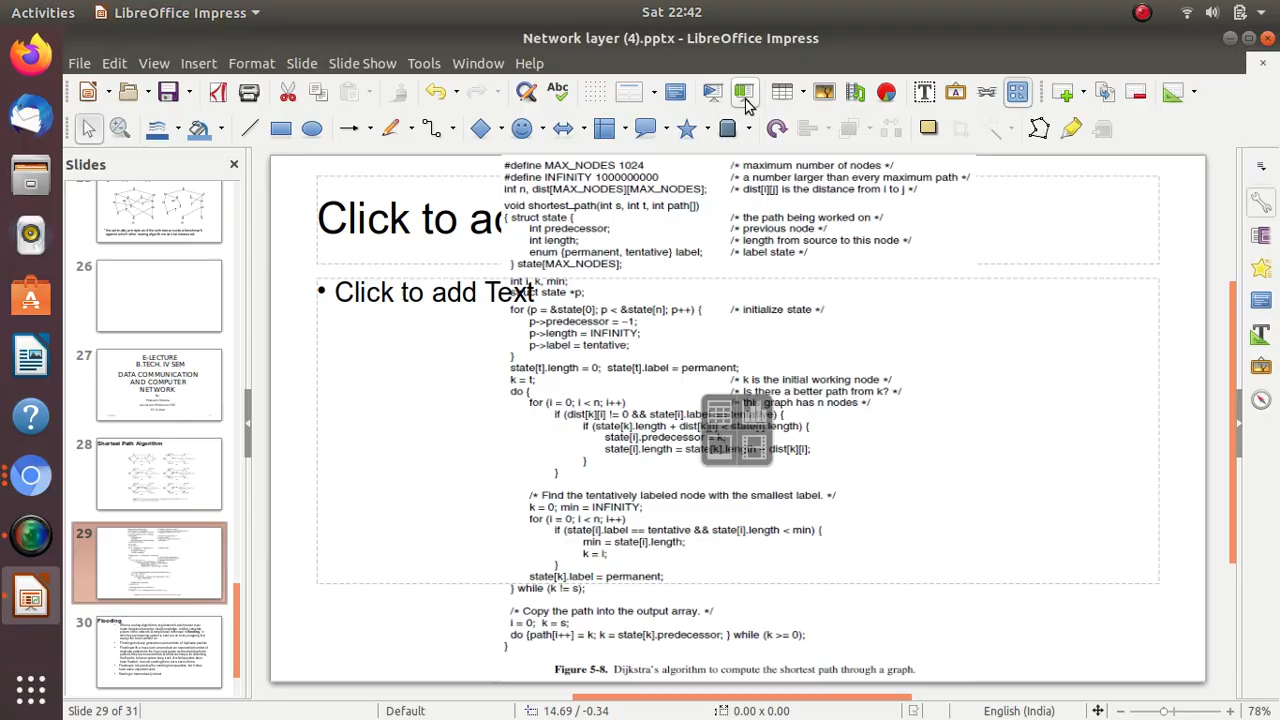 Activities
LibreOffice Impress
Sat 22:42
Network layer (4).pptx - LibreOffice Impress
File Edit View Insert Format Slide Slide Show Tools Window Help
Abc
Slides
26
27
E-LECTURE
B.TECH. IV SEM
DATA COMMUNICATION
AND COMPUTER
NETWORK
28
Shortest Path Algorithm
29
30
Flooding
Click to ad
• Click to add Text
#define MAX_NODES 1024 /* maximum number of nodes */
#define INFINITY 1000000000 /* a number larger than every maximum path */
int n, dist[MAX_NODES][MAX_NODES]; /* dist[i][j] is the distance from i to j */
void shortest_path(int s, int t, int path[])
{ struct state { /* the path being worked on */
int predecessor; /* previous node */
int length; /* length from source to this node */
enum {permanent, tentative} label; /* label state */
} state[MAX_NODES];
int i, k, min;
struct state *p;
for (p = &state[0]; p < &state[n]; p++) { /* initialize state */
p->predecessor = −1;
p->length = INFINITY;
p->label = tentative;
}
state[t].length = 0; state[t].label = permanent;
k = t; /* k is the initial working node */
do { /* Is there a better path from k? */
for (i = 0; i < n; i++) /* this graph has n nodes */
if (dist[k][i] != 0 && state[i].label == tentative) {
if (state[k].length + dist[k][i] < state[i].length) {
state[i].predecessor = k;
state[i].length = state[k].length + dist[k][i];
}
}
/* Find the tentatively labeled node with the smallest label. */
k = 0; min = INFINITY;
for (i = 0; i < n; i++)
if (state[i].label == tentative && state[i].length < min) {
min = state[i].length;
k = i;
}
state[k].label = permanent;
} while (k != s);
/* Copy the path into the output array. */
i = 0; k = s;
do {path[i++] = k; k = state[k].predecessor; } while (k >= 0);
}
Figure 5-8. Dijkstra's algorithm to compute the shortest path through a graph.
Slide 29 of 31
Default
14.69 / -0.34
0.00 x 0.00
English (India)
78%